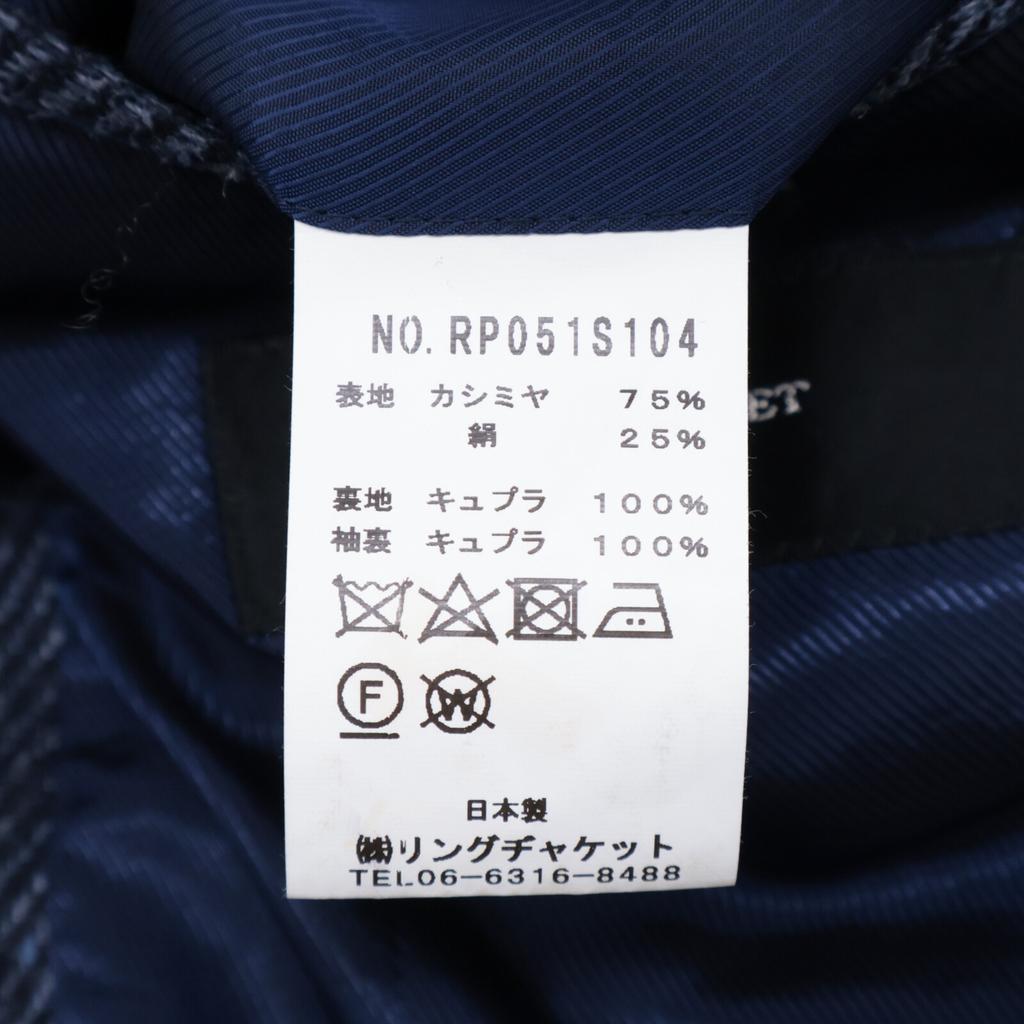 NO. RP051S104
表地 カシミヤ 75%
絹 25%
裏地 キュプラ 100%
袖裏 キュプラ 100%
F W
日本製
㈱リングヂャケット
TEL06-6316-8488
ET